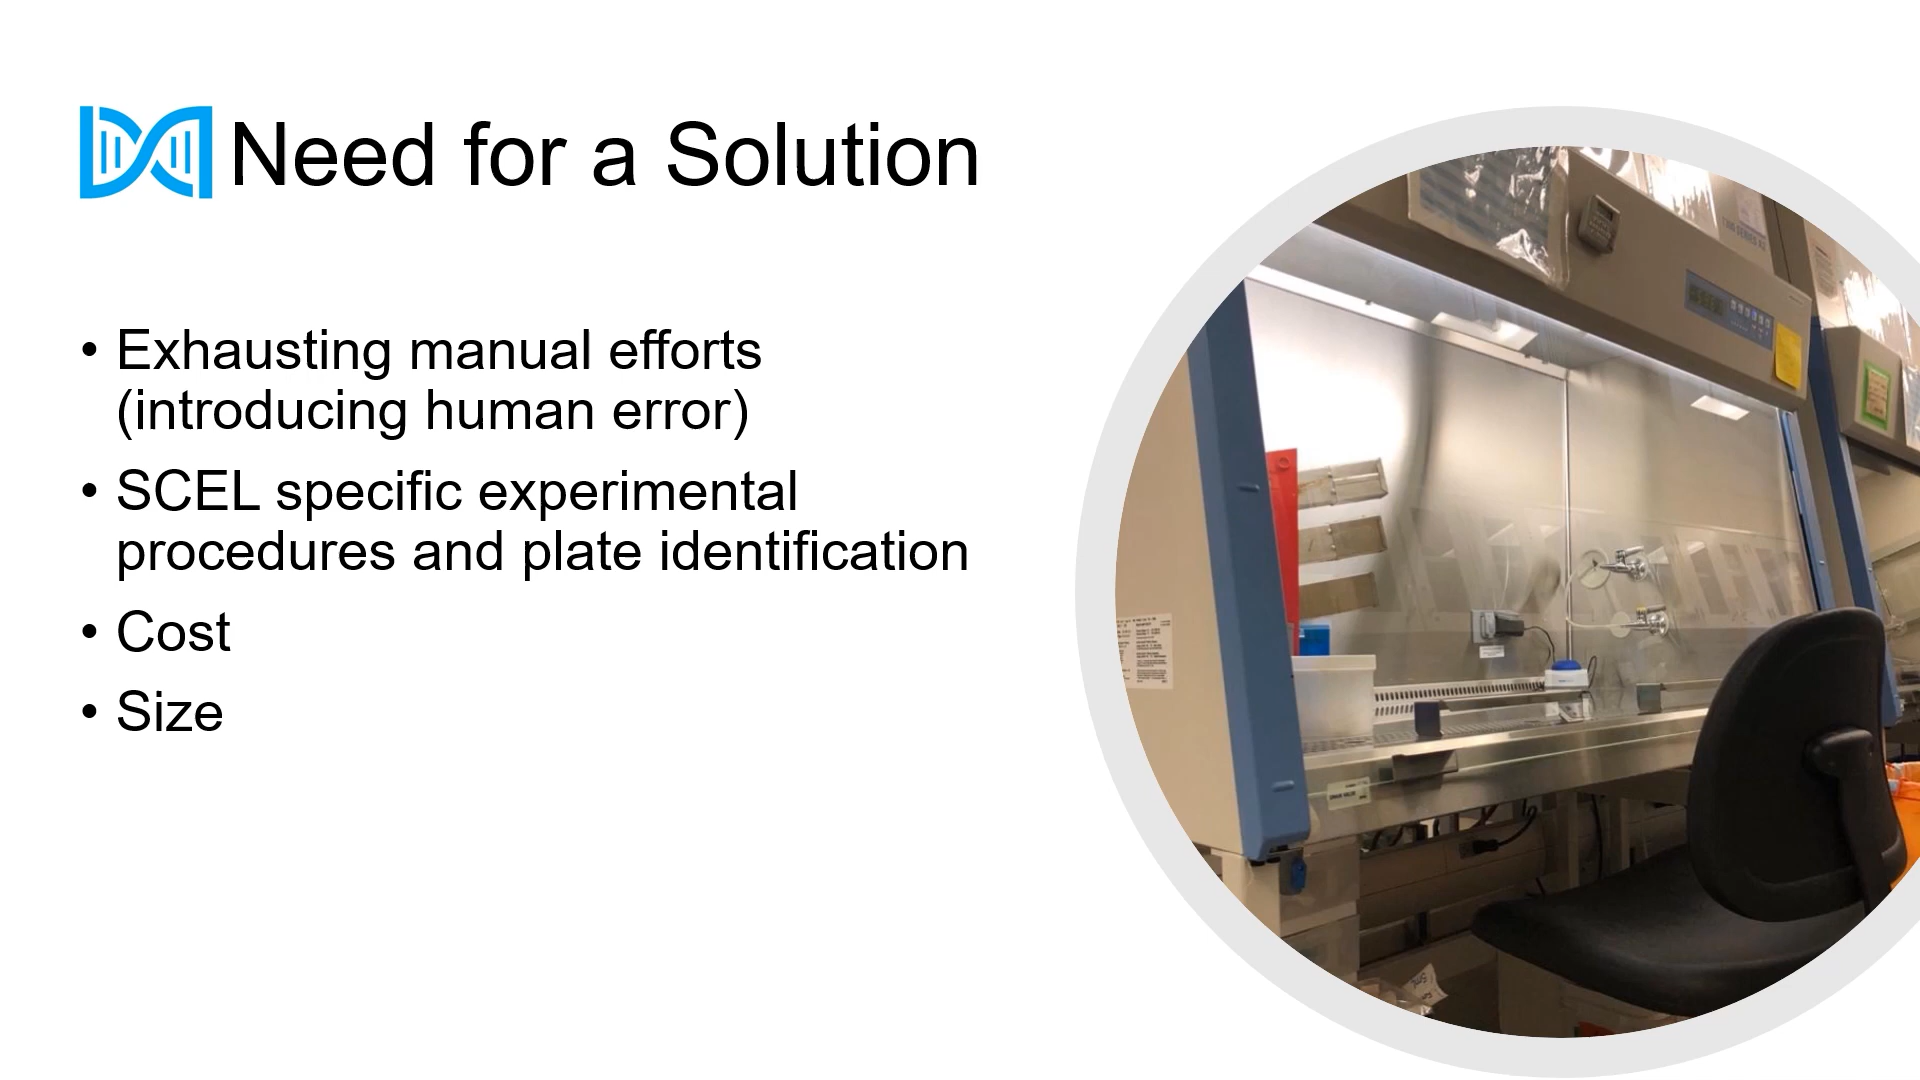 Need for a Solution
• Exhausting manual efforts
(introducing human error)
• SCEL specific experimental
procedures and plate identification
• Cost
• Size